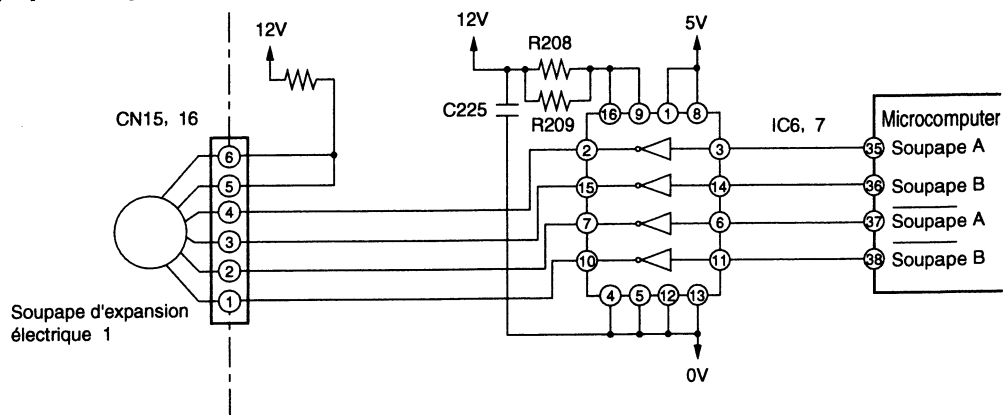 12V
12V
5V
R208
CN15, 16
C225
R209
16 9 1 8
IC6, 7
Microcomputer
6
2
3
35 Soupape A
5
15
14
36 Soupape B
4
7
6
37 Soupape A
3
10
11
38 Soupape B
2
1
4 5 12 13
Soupape d'expansion
électrique 1
0V